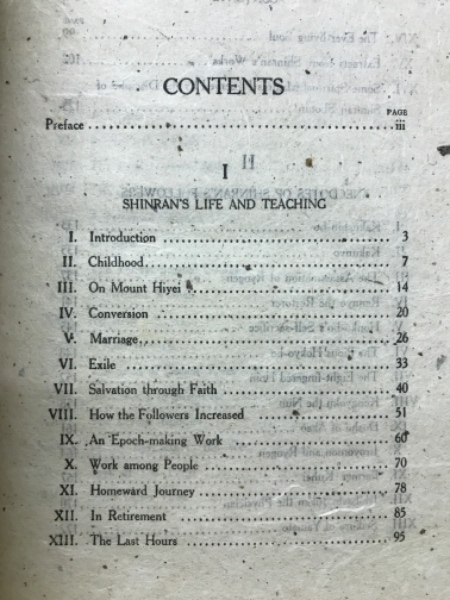 CONTENTS
PAGE
Preface ................................................ iii
I
SHINRAN'S LIFE AND TEACHING
I. Introduction ................................ 3
II. Childhood ................................ 7
III. On Mount Hiyei ................................ 14
IV. Conversion ................................ 20
V. Marriage ................................ 26
VI. Exile ................................ 33
VII. Salvation through Faith ................................ 40
VIII. How the Followers Increased ................................ 51
IX. An Epoch-making Work ................................ 60
X. Work among People ................................ 70
XI. Homeward Journey ................................ 78
XII. In Retirement ................................ 85
XIII. The Last Hours ................................ 95